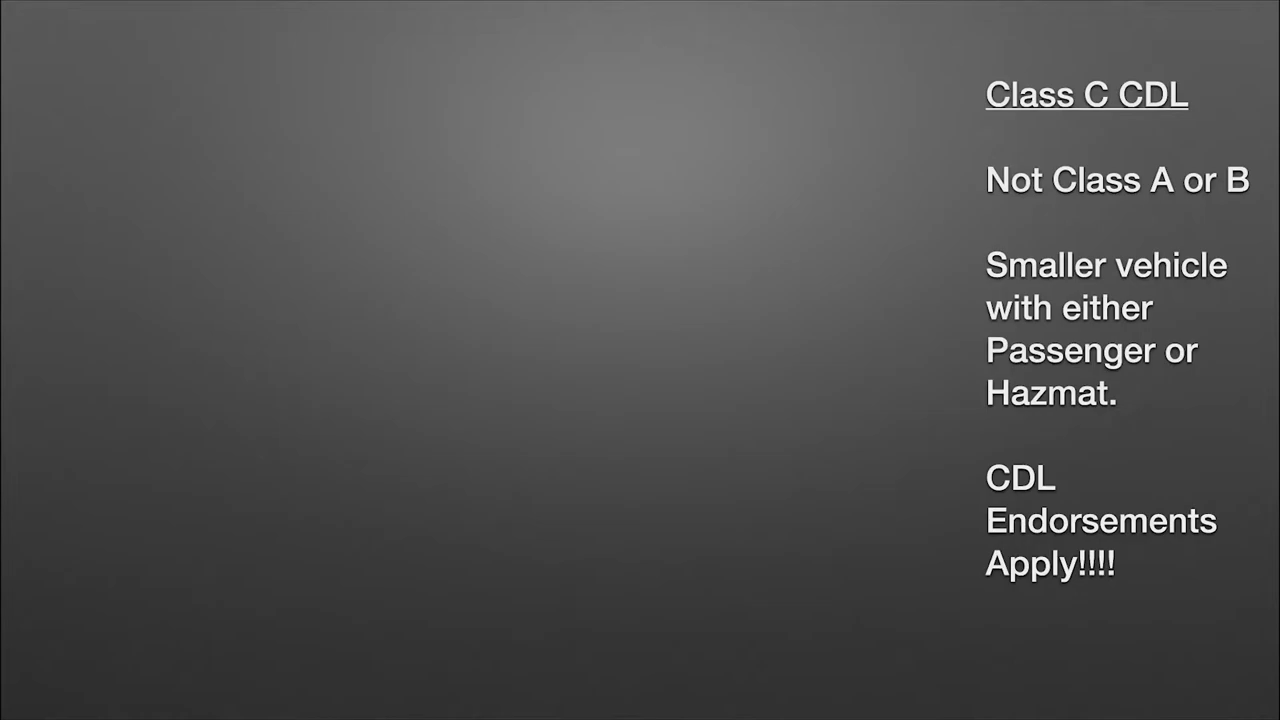 Class C CDL
Not Class A or B
Smaller vehicle
with either
Passenger or
Hazmat.
CDL
Endorsements
Apply!!!!